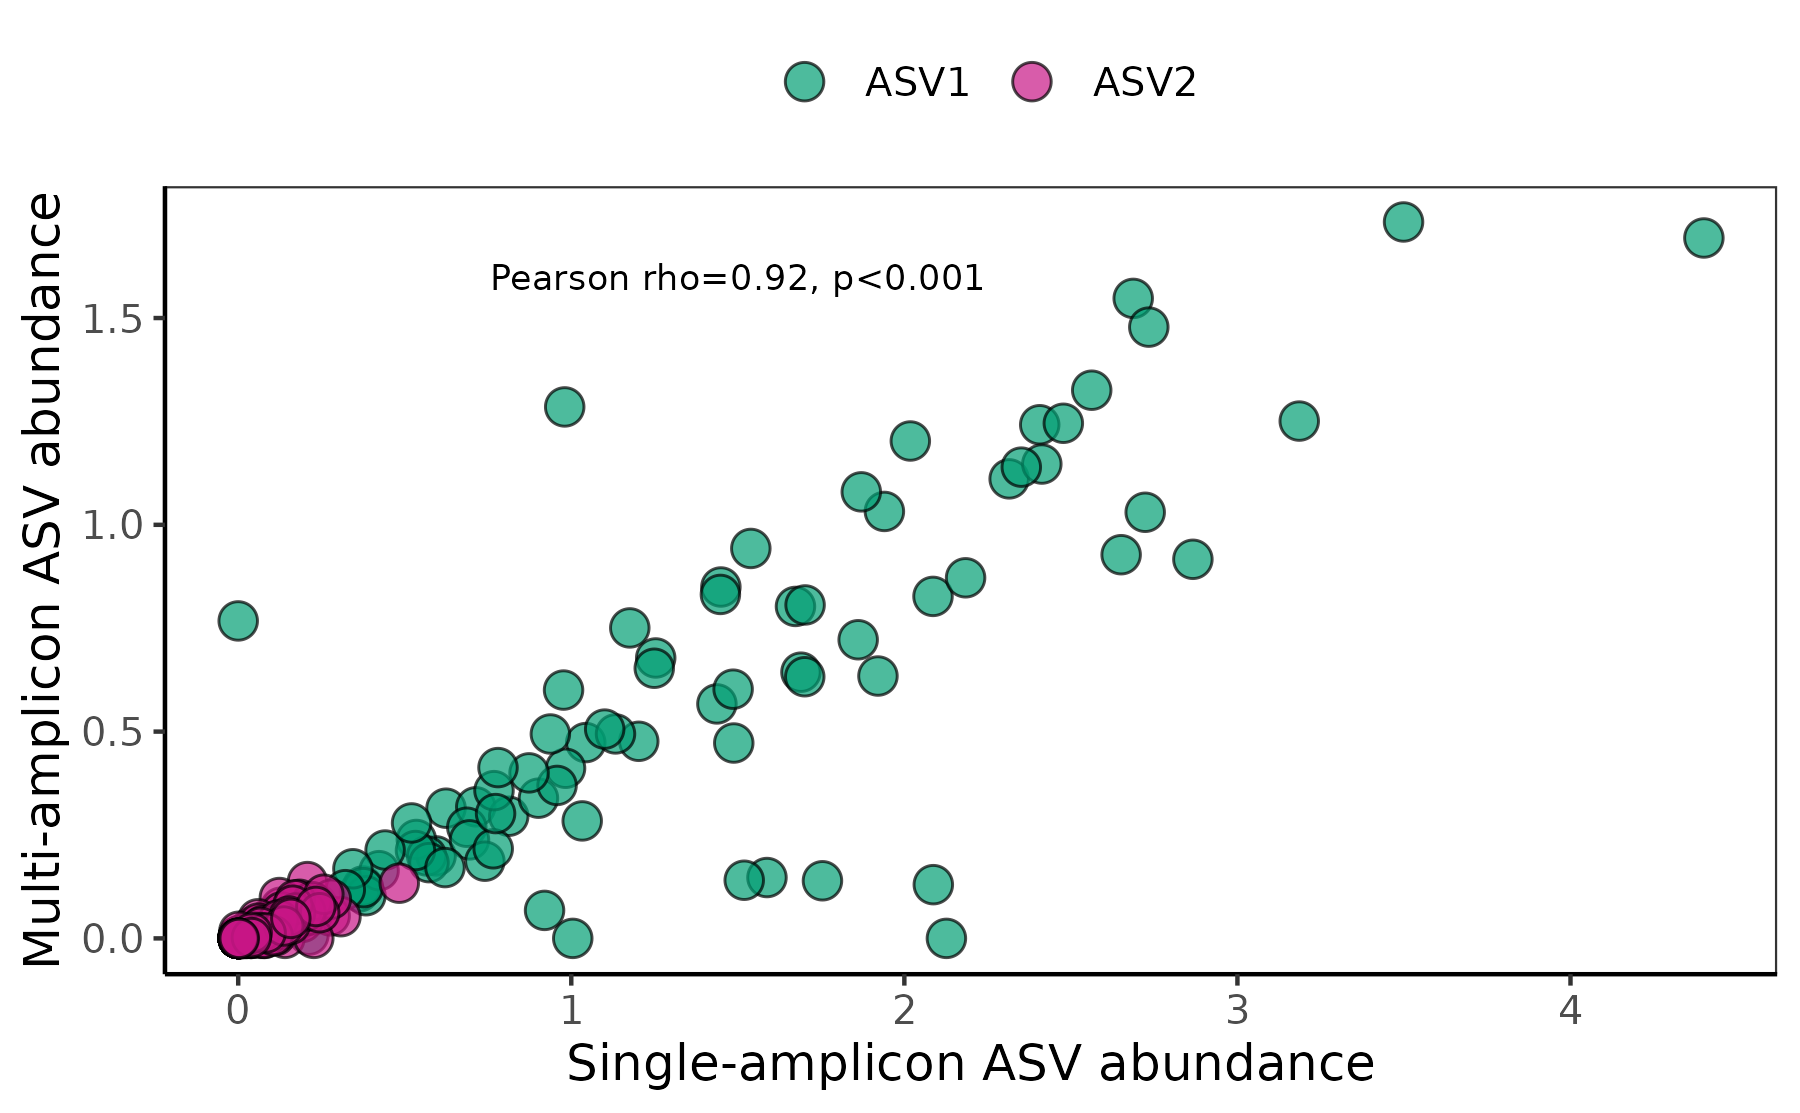 ASV1 ASV2
Pearson rho=0.92, p<0.001
Multi-amplicon ASV abundance
1.5
1.0
0.5
0.0
0 1 2 3 4
Single-amplicon ASV abundance